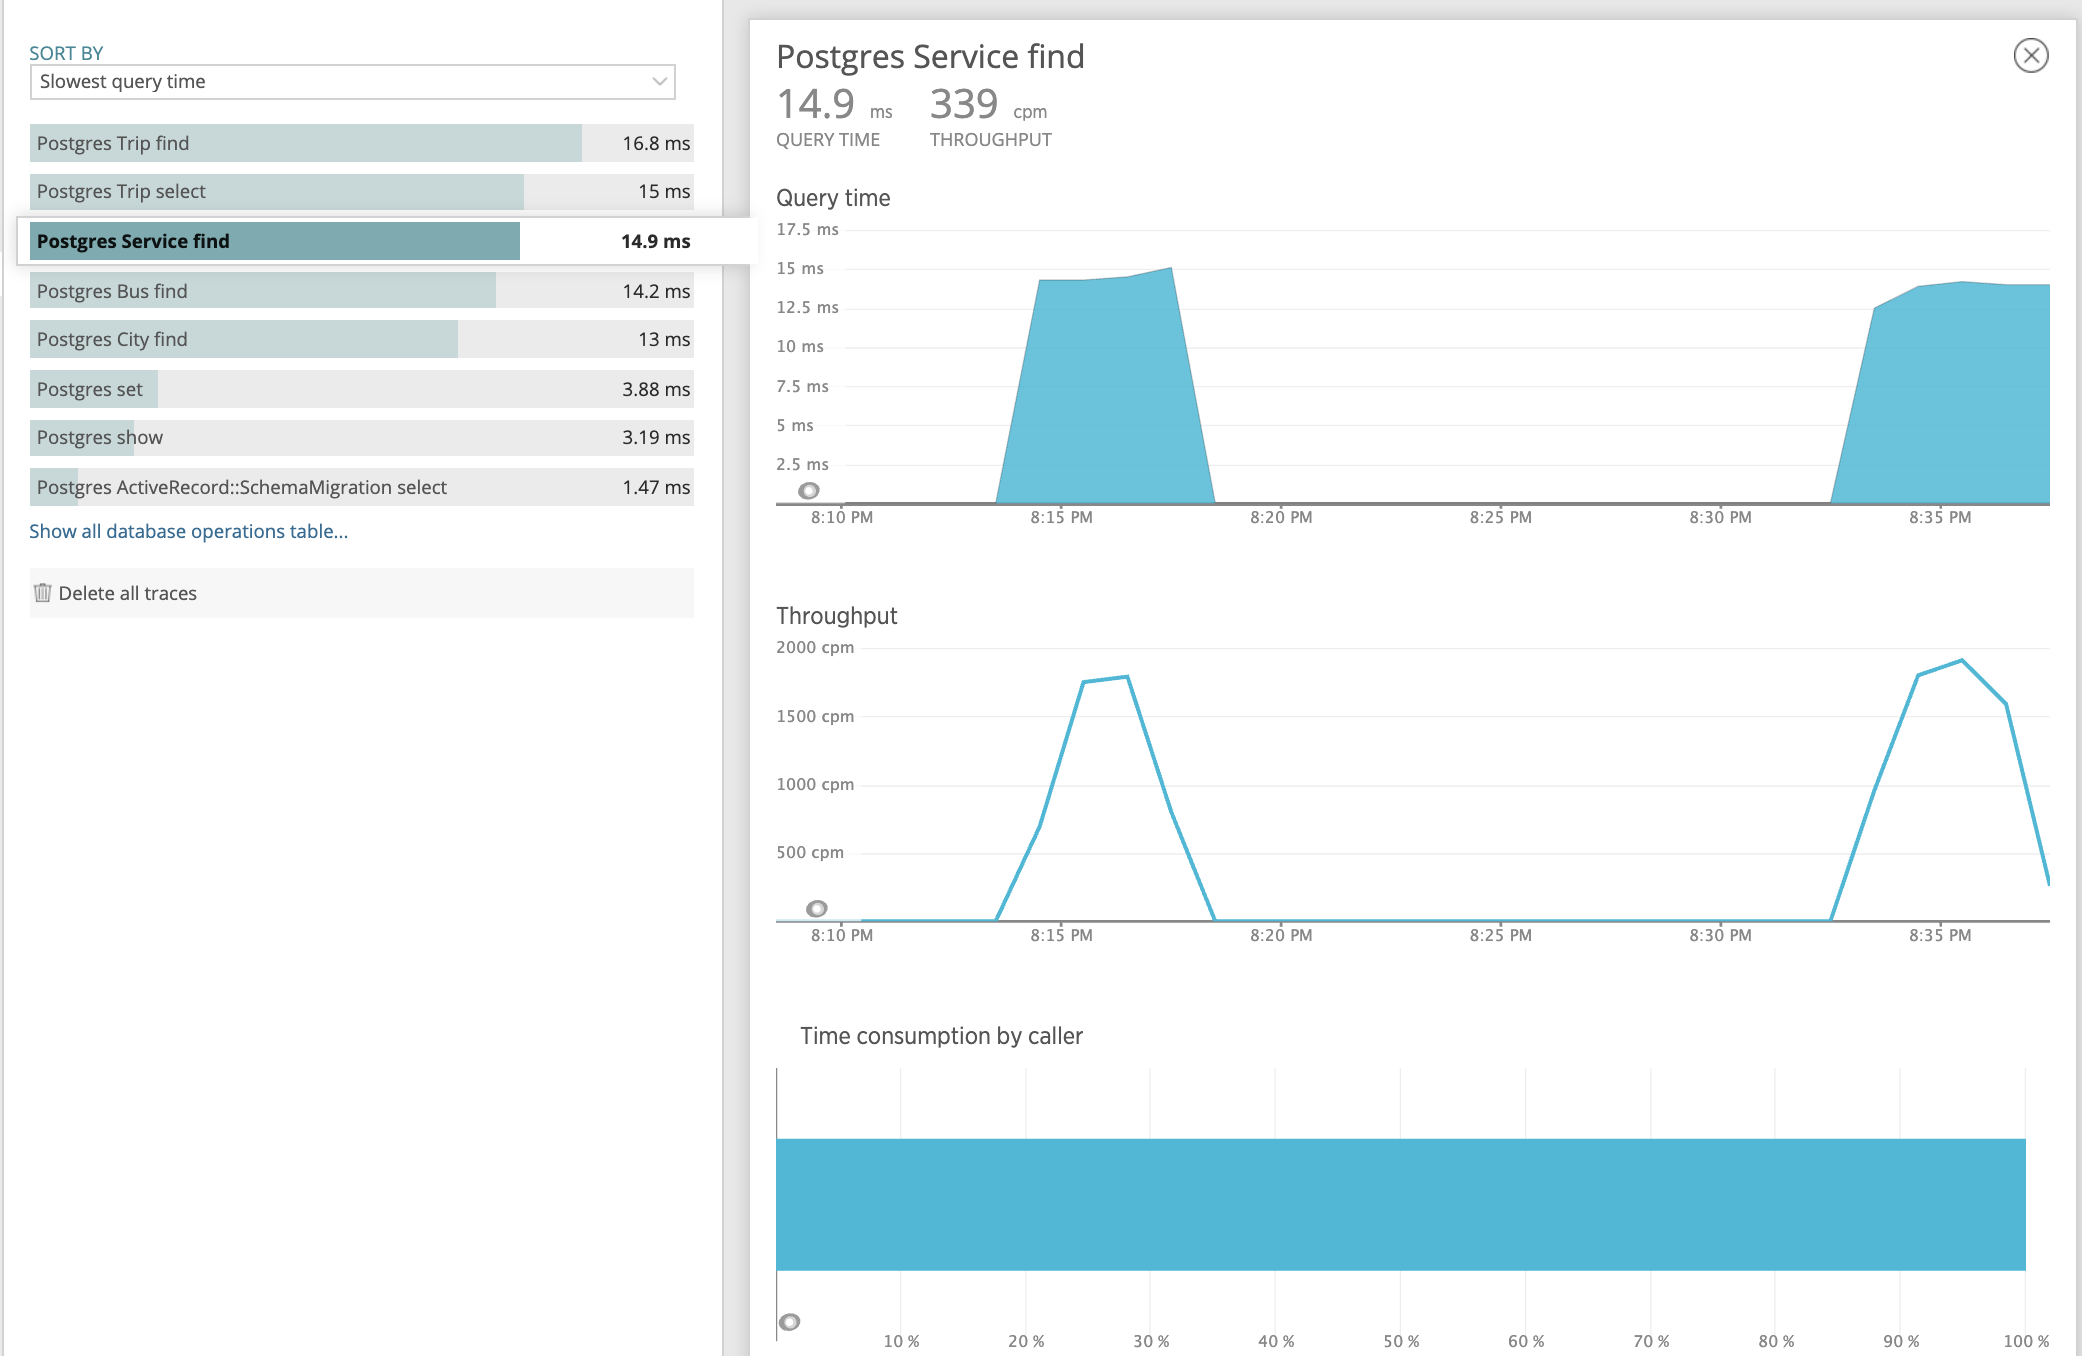 SORT BY
Slowest query time
Postgres Trip find 16.8 ms
Postgres Trip select 15 ms
Postgres Service find 14.9 ms
Postgres Bus find 14.2 ms
Postgres City find 13 ms
Postgres set 3.88 ms
Postgres show 3.19 ms
Postgres ActiveRecord::SchemaMigration select 1.47 ms
Show all database operations table...
Delete all traces
Postgres Service find
14.9 ms 339 cpm
QUERY TIME THROUGHPUT
Query time
17.5 ms
15 ms
12.5 ms
10 ms
7.5 ms
5 ms
2.5 ms
8:10 PM 8:15 PM 8:20 PM 8:25 PM 8:30 PM 8:35 PM
Throughput
2000 cpm
1500 cpm
1000 cpm
500 cpm
8:10 PM 8:15 PM 8:20 PM 8:25 PM 8:30 PM 8:35 PM
Time consumption by caller
10 % 20 % 30 % 40 % 50 % 60 % 70 % 80 % 90 % 100 %